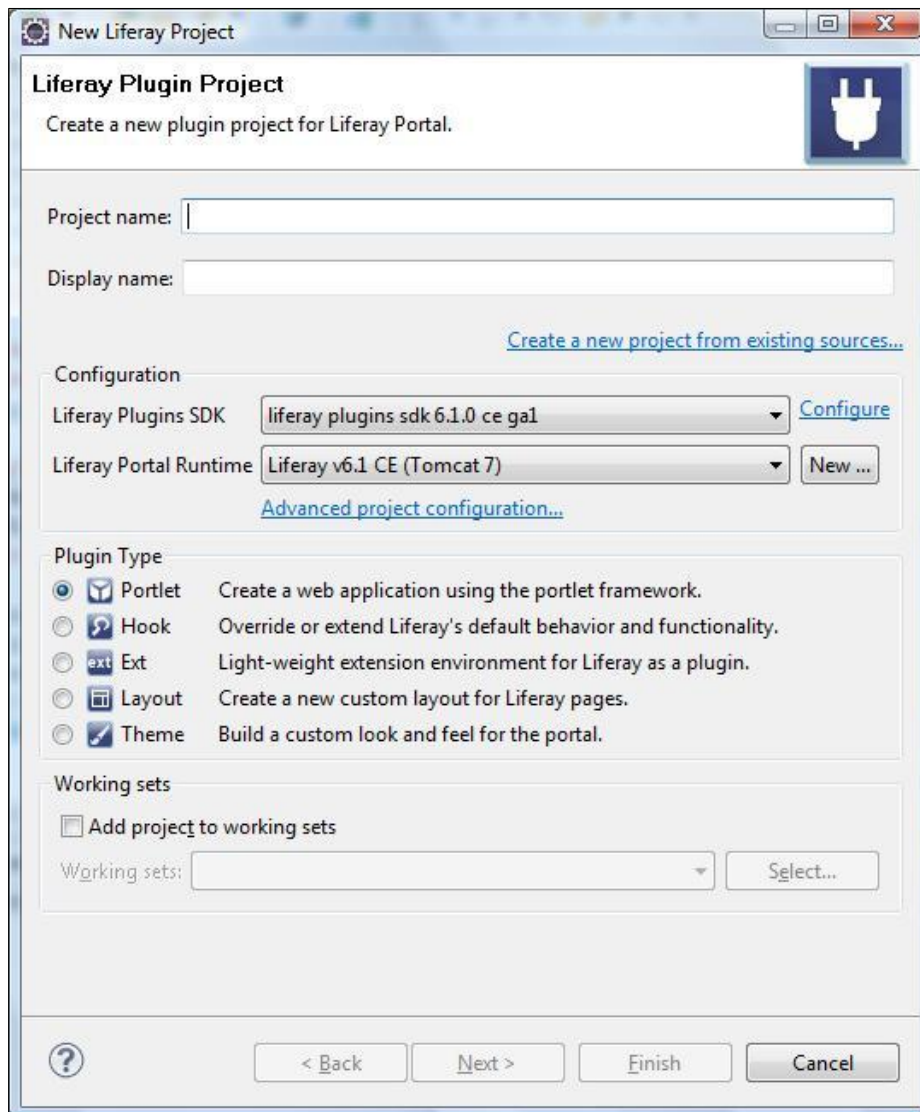 New Liferay Project
Liferay Plugin Project
Create a new plugin project for Liferay Portal.
Project name:
Display name:
Create a new project from existing sources...
Configuration
Liferay Plugins SDK liferay plugins sdk 6.1.0 ce ga1 Configure
Liferay Portal Runtime Liferay v6.1 CE (Tomcat 7) New ...
Advanced project configuration...
Plugin Type
Portlet Create a web application using the portlet framework.
Hook Override or extend Liferay's default behavior and functionality.
ext Ext Light-weight extension environment for Liferay as a plugin.
Layout Create a new custom layout for Liferay pages.
Theme Build a custom look and feel for the portal.
Working sets
Add project to working sets
Working sets: Select...
? < Back Next > Finish Cancel